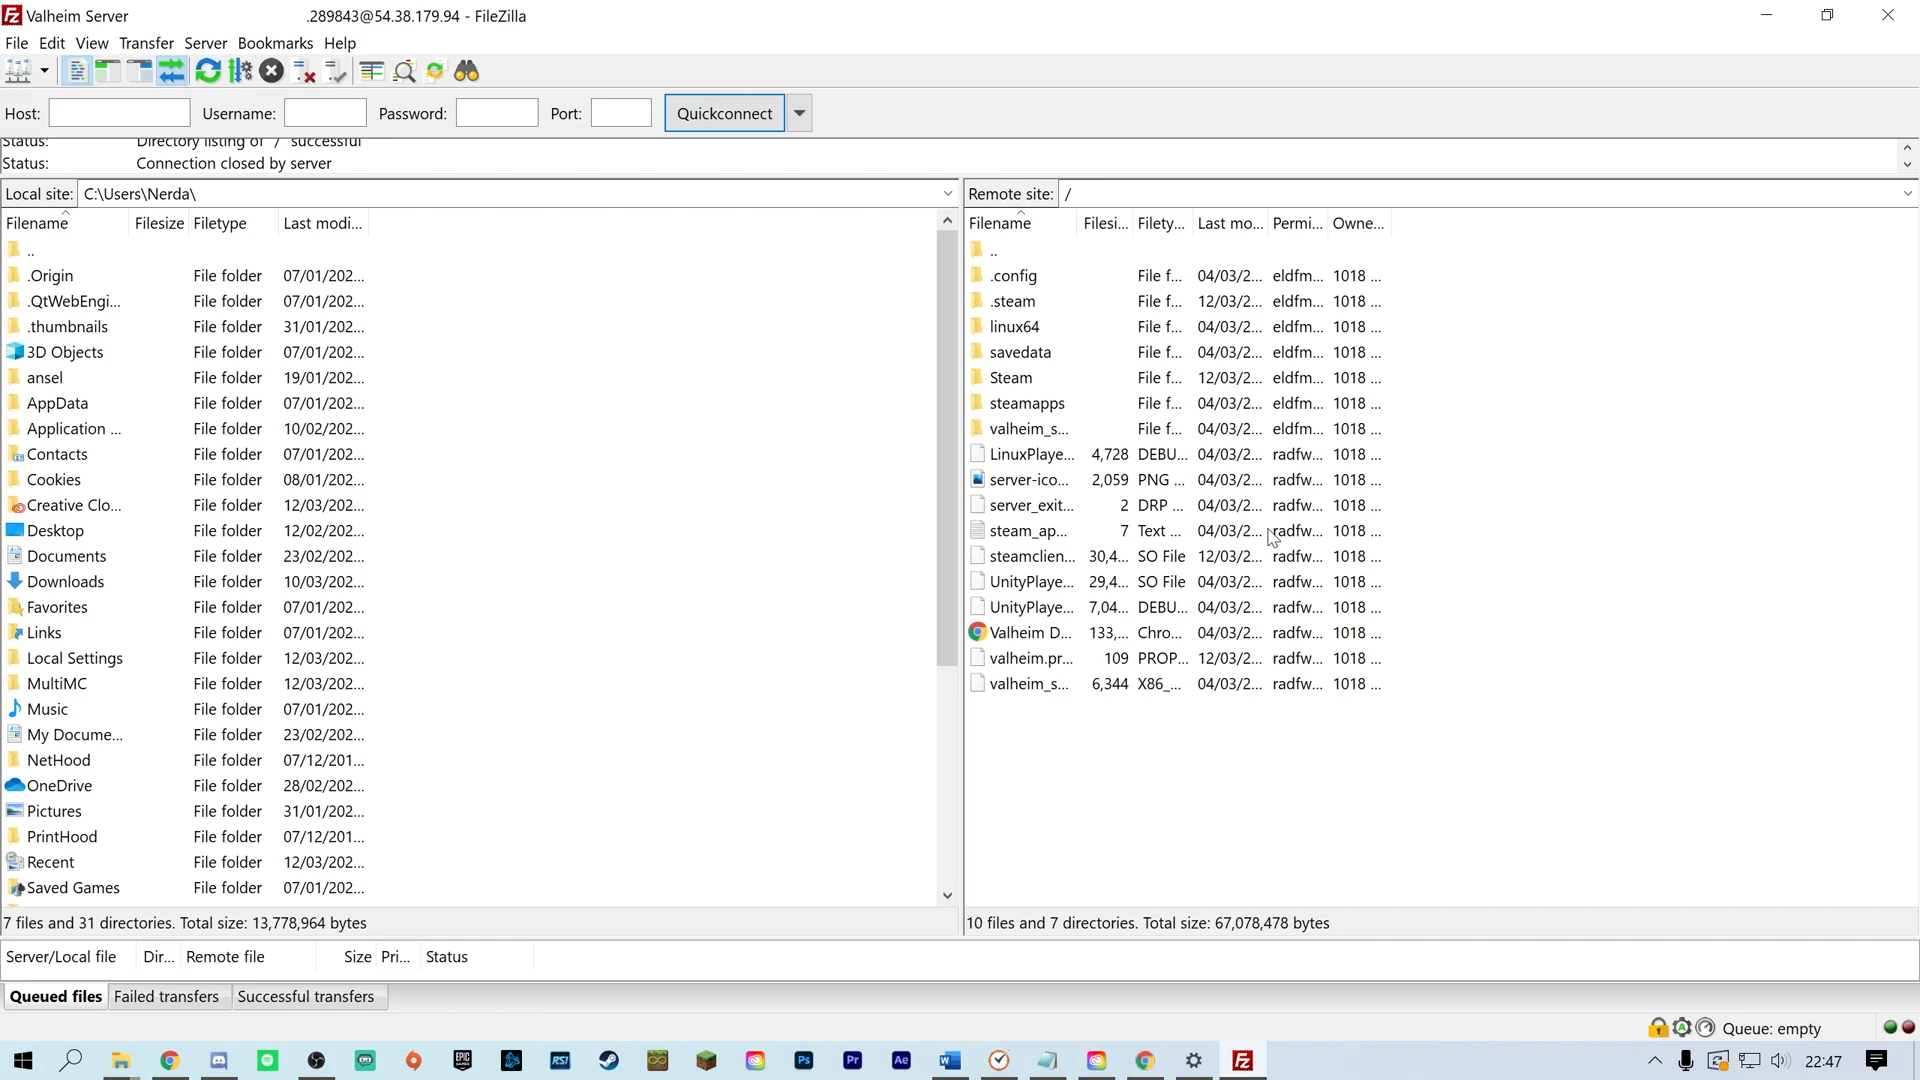 Valheim Server .289843@54.38.179.94 - FileZilla
File Edit View Transfer Server Bookmarks Help
Host: Username: Password: Port: Quickconnect
Status: Directory listing of "/" successful
Status: Connection closed by server
Local site: C:\Users\Nerda\
Filename Filesize Filetype Last modi...
..
.Origin File folder 07/01/202...
.QtWebEngi... File folder 07/01/202...
.thumbnails File folder 31/01/202...
3D Objects File folder 07/01/202...
ansel File folder 19/01/202...
AppData File folder 07/01/202...
Application ... File folder 10/02/202...
Contacts File folder 07/01/202...
Cookies File folder 08/01/202...
Creative Clo... File folder 12/03/202...
Desktop File folder 12/02/202...
Documents File folder 23/02/202...
Downloads File folder 10/03/202...
Favorites File folder 07/01/202...
Links File folder 07/01/202...
Local Settings File folder 12/03/202...
MultiMC File folder 12/03/202...
Music File folder 07/01/202...
My Docume... File folder 23/02/202...
NetHood File folder 07/12/201...
OneDrive File folder 28/02/202...
Pictures File folder 31/01/202...
PrintHood File folder 07/12/201...
Recent File folder 12/03/202...
Saved Games File folder 07/01/202...
7 files and 31 directories. Total size: 13,778,964 bytes
Remote site: /
Filename Filesi... Filety... Last mo... Permi... Owne...
..
.config File f... 04/03/2... eldfm... 1018 ...
.steam File f... 12/03/2... eldfm... 1018 ...
linux64 File f... 04/03/2... eldfm... 1018 ...
savedata File f... 04/03/2... eldfm... 1018 ...
Steam File f... 12/03/2... eldfm... 1018 ...
steamapps File f... 04/03/2... eldfm... 1018 ...
valheim_s... File f... 04/03/2... eldfm... 1018 ...
LinuxPlaye... 4,728 DEBU... 04/03/2... radfw... 1018 ...
server-ico... 2,059 PNG ... 04/03/2... radfw... 1018 ...
server_exit... 2 DRP ... 04/03/2... radfw... 1018 ...
steam_ap... 7 Text ... 04/03/2... radfw... 1018 ...
steamclien... 30,4... SO File 12/03/2... radfw... 1018 ...
UnityPlaye... 29,4... SO File 04/03/2... radfw... 1018 ...
UnityPlaye... 7,04... DEBU... 04/03/2... radfw... 1018 ...
Valheim D... 133,... Chro... 04/03/2... radfw... 1018 ...
valheim.pr... 109 PROP... 12/03/2... radfw... 1018 ...
valheim_s... 6,344 X86_... 04/03/2... radfw... 1018 ...
10 files and 7 directories. Total size: 67,078,478 bytes
Server/Local file Dir... Remote file Size Pri... Status
Queued files Failed transfers Successful transfers
Queue: empty
EPIC GAMES RSI Ps Pr Ae 22:47